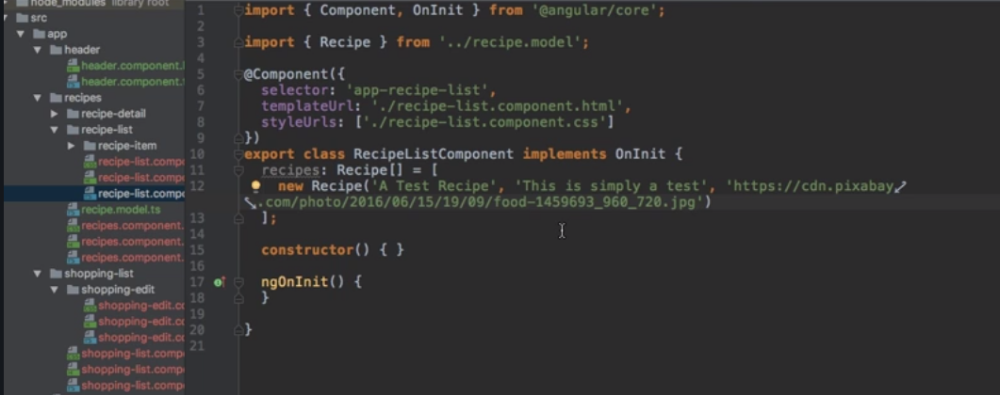 node_modules library root
src
app
header
header.component.
header.component.
recipes
recipe-detail
recipe-list
recipe-item
recipe-list.comp
recipe-list.comp
recipe-list.comp
recipe.model.ts
recipes.component.
recipes.component.
recipes.component.
shopping-list
shopping-edit
shopping-edit.co
shopping-edit.co
shopping-edit.co
shopping-list.comp
shopping-list.comp
shopping-list.comp
1 import { Component, OnInit } from '@angular/core';
2
3 import { Recipe } from '../recipe.model';
4
5 @Component({
6 selector: 'app-recipe-list',
7 templateUrl: './recipe-list.component.html',
8 styleUrls: ['./recipe-list.component.css']
9 })
10 export class RecipeListComponent implements OnInit {
11 recipes: Recipe[] = [
12 new Recipe('A Test Recipe', 'This is simply a test', 'https://cdn.pixabay
.com/photo/2016/06/15/19/09/food-1459693_960_720.jpg')
13 ];
14
15 constructor() { }
16
17 ngOnInit() {
18 }
19
20 }
21